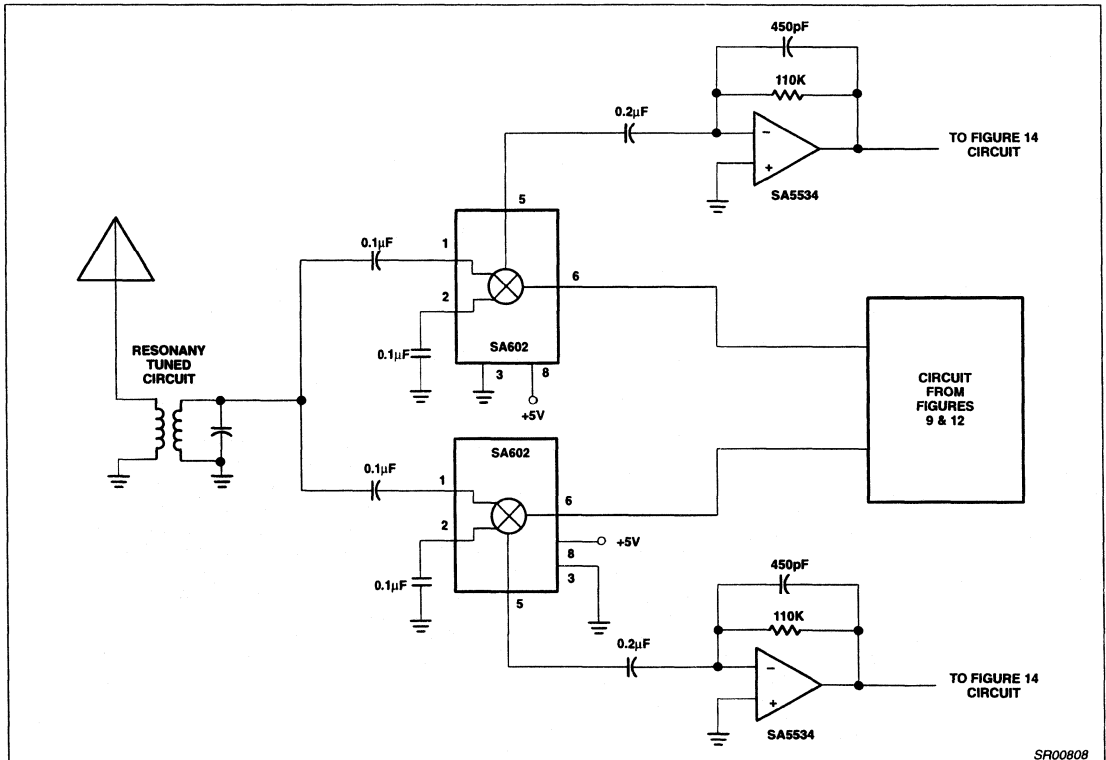 450pF
110K
0.2μF
TO FIGURE 14
CIRCUIT
−
+
SA5534
5
0.1μF
1
6
2
SA602
0.1μF
3
8
+5V
RESONANY
TUNED
CIRCUIT
CIRCUIT
FROM
FIGURES
9 & 12
SA602
0.1μF
1
6
2
+5V
8
0.1μF
3
5
450pF
110K
0.2μF
−
+
TO FIGURE 14
CIRCUIT
SA5534
SR00808